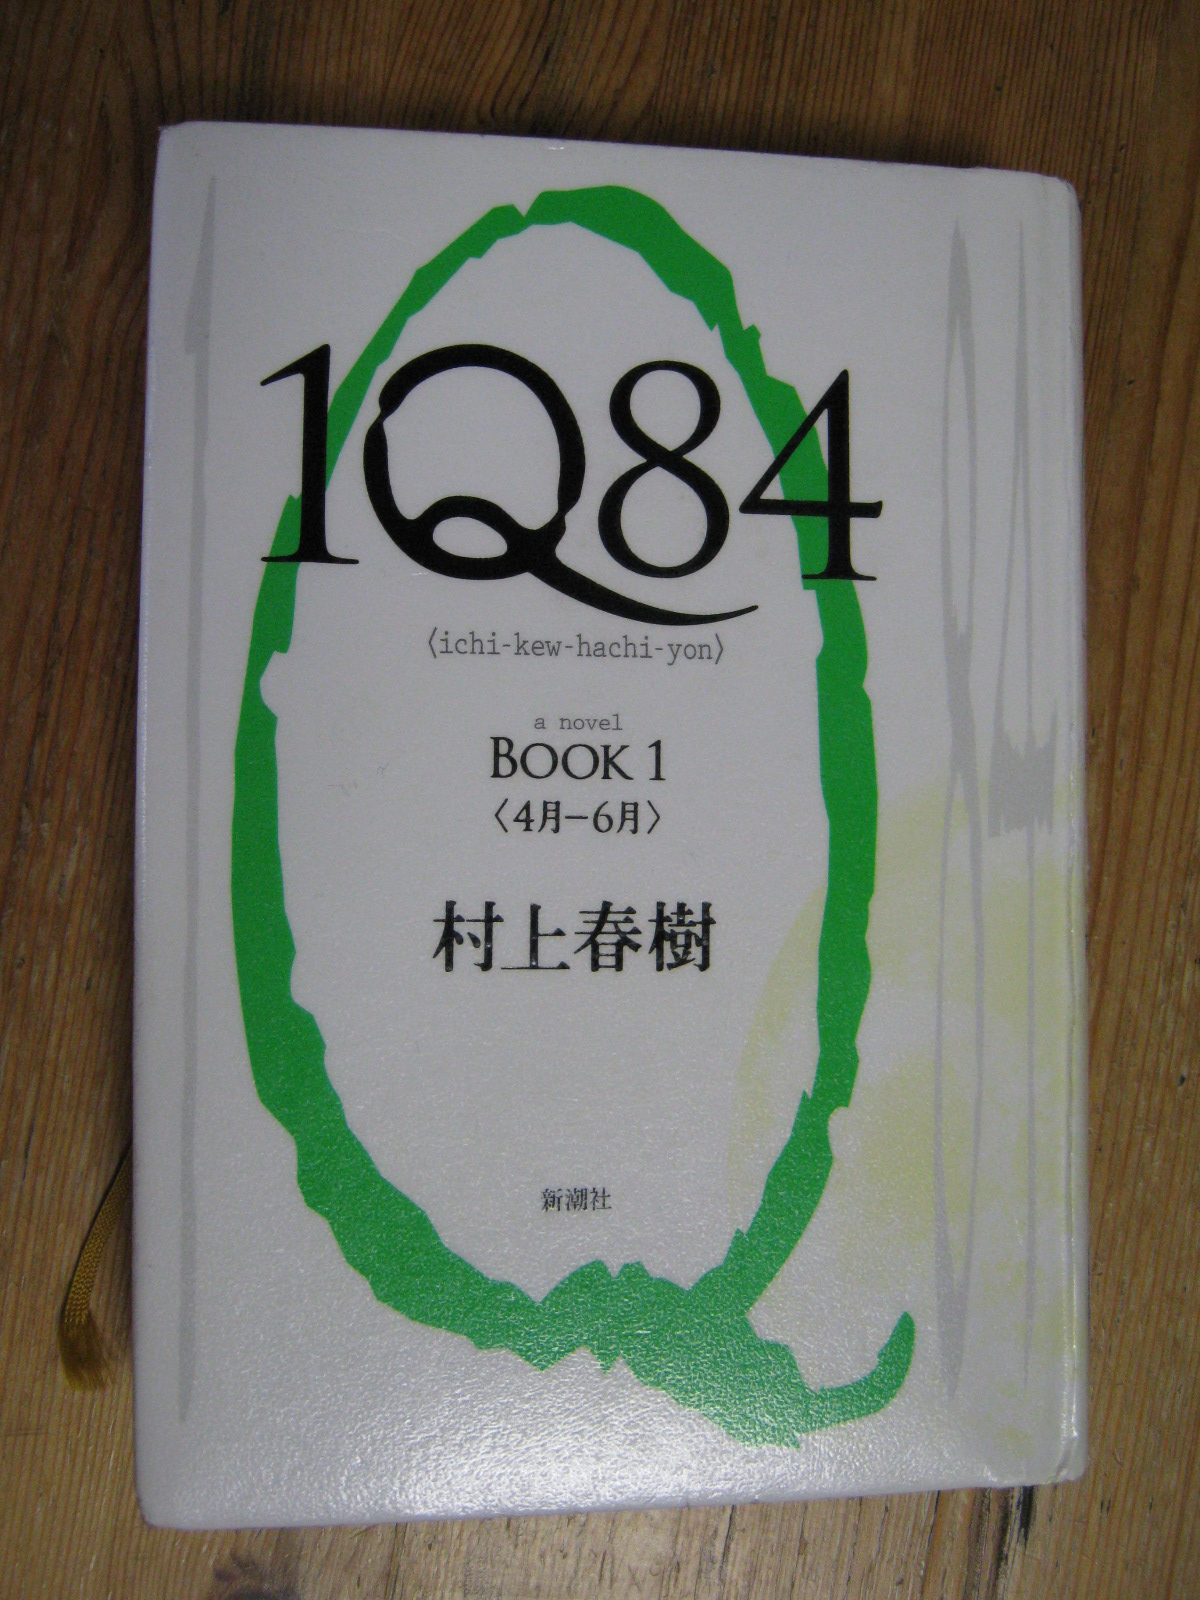 1Q84
〈ichi-kew-hachi-yon〉
a novel
BOOK 1
〈4月−6月〉
村上春樹
新潮社